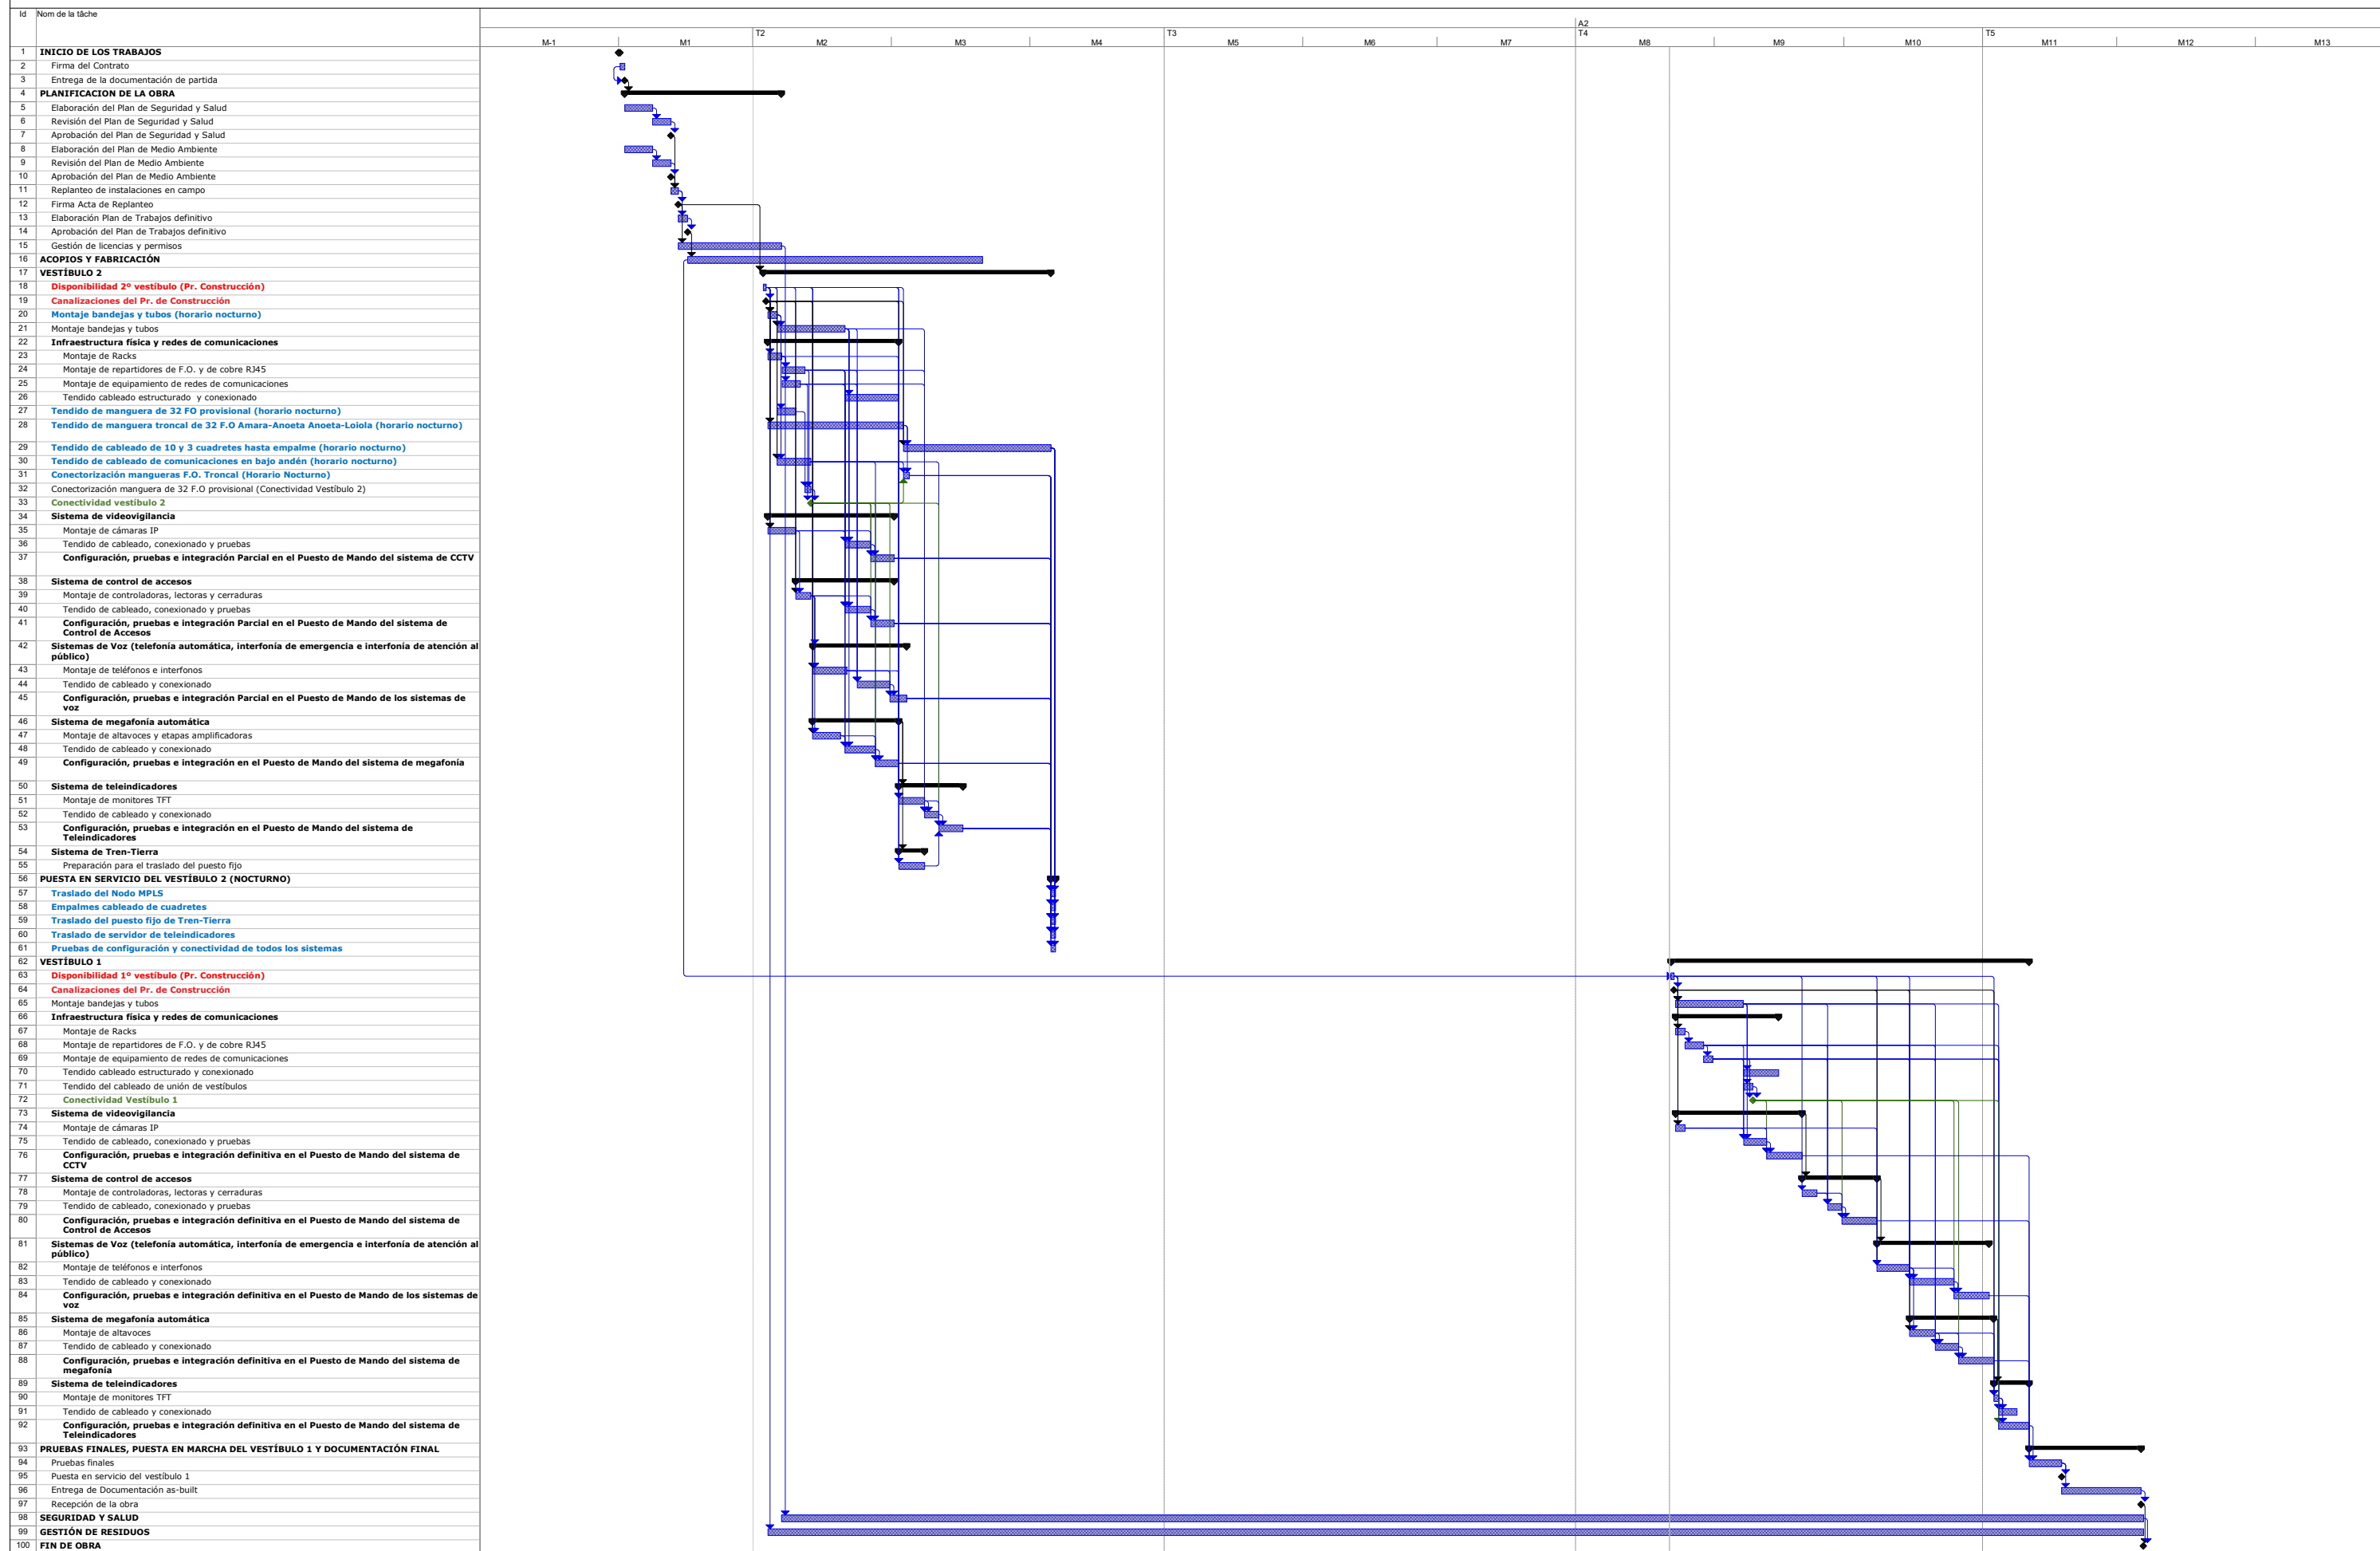 Id Nom de la tâche
A2
T2 T3 T4 T5
M-1 M1 M2 M3 M4 M5 M6 M7 M8 M9 M10 M11 M12 M13
1 INICIO DE LOS TRABAJOS
2 Firma del Contrato
3 Entrega de la documentación de partida
4 PLANIFICACION DE LA OBRA
5 Elaboración del Plan de Seguridad y Salud
6 Revisión del Plan de Seguridad y Salud
7 Aprobación del Plan de Seguridad y Salud
8 Elaboración del Plan de Medio Ambiente
9 Revisión del Plan de Medio Ambiente
10 Aprobación del Plan de Medio Ambiente
11 Replanteo de instalaciones en campo
12 Firma Acta de Replanteo
13 Elaboración Plan de Trabajos definitivo
14 Aprobación del Plan de Trabajos definitivo
15 Gestión de licencias y permisos
16 ACOPIOS Y FABRICACIÓN
17 VESTÍBULO 2
18 Disponibilidad 2º vestíbulo (Pr. Construcción)
19 Canalizaciones del Pr. de Construcción
20 Montaje bandejas y tubos (horario nocturno)
21 Montaje bandejas y tubos
22 Infraestructura física y redes de comunicaciones
23 Montaje de Racks
24 Montaje de repartidores de F.O. y de cobre RJ45
25 Montaje de equipamiento de redes de comunicaciones
26 Tendido cableado estructurado y conexionado
27 Tendido de manguera de 32 FO provisional (horario nocturno)
28 Tendido de manguera troncal de 32 F.O Amara-Anoeta Anoeta-Loiola (horario nocturno)
29 Tendido de cableado de 10 y 3 cuadretes hasta empalme (horario nocturno)
30 Tendido de cableado de comunicaciones en bajo andén (horario nocturno)
31 Conectorización mangueras F.O. Troncal (Horario Nocturno)
32 Conectorización manguera de 32 F.O provisional (Conectividad Vestíbulo 2)
33 Conectividad vestíbulo 2
34 Sistema de videovigilancia
35 Montaje de cámaras IP
36 Tendido de cableado, conexionado y pruebas
37 Configuración, pruebas e integración Parcial en el Puesto de Mando del sistema de CCTV
38 Sistema de control de accesos
39 Montaje de controladoras, lectoras y cerraduras
40 Tendido de cableado, conexionado y pruebas
41 Configuración, pruebas e integración Parcial en el Puesto de Mando del sistema de
Control de Accesos
42 Sistemas de Voz (telefonía automática, interfonía de emergencia e interfonía de atención al
público)
43 Montaje de teléfonos e interfonos
44 Tendido de cableado y conexionado
45 Configuración, pruebas e integración Parcial en el Puesto de Mando de los sistemas de
voz
46 Sistema de megafonía automática
47 Montaje de altavoces y etapas amplificadoras
48 Tendido de cableado y conexionado
49 Configuración, pruebas e integración en el Puesto de Mando del sistema de megafonía
50 Sistema de teleindicadores
51 Montaje de monitores TFT
52 Tendido de cableado y conexionado
53 Configuración, pruebas e integración en el Puesto de Mando del sistema de
Teleindicadores
54 Sistema de Tren-Tierra
55 Preparación para el traslado del puesto fijo
56 PUESTA EN SERVICIO DEL VESTÍBULO 2 (NOCTURNO)
57 Traslado del Nodo MPLS
58 Empalmes cableado de cuadretes
59 Traslado del puesto fijo de Tren-Tierra
60 Traslado de servidor de teleindicadores
61 Pruebas de configuración y conectividad de todos los sistemas
62 VESTÍBULO 1
63 Disponibilidad 1º vestíbulo (Pr. Construcción)
64 Canalizaciones del Pr. de Construcción
65 Montaje bandejas y tubos
66 Infraestructura física y redes de comunicaciones
67 Montaje de Racks
68 Montaje de repartidores de F.O. y de cobre RJ45
69 Montaje de equipamiento de redes de comunicaciones
70 Tendido cableado estructurado y conexionado
71 Tendido del cableado de unión de vestíbulos
72 Conectividad Vestíbulo 1
73 Sistema de videovigilancia
74 Montaje de cámaras IP
75 Tendido de cableado, conexionado y pruebas
76 Configuración, pruebas e integración definitiva en el Puesto de Mando del sistema de
CCTV
77 Sistema de control de accesos
78 Montaje de controladoras, lectoras y cerraduras
79 Tendido de cableado, conexionado y pruebas
80 Configuración, pruebas e integración definitiva en el Puesto de Mando del sistema de
Control de Accesos
81 Sistemas de Voz (telefonía automática, interfonía de emergencia e interfonía de atención al
público)
82 Montaje de teléfonos e interfonos
83 Tendido de cableado y conexionado
84 Configuración, pruebas e integración definitiva en el Puesto de Mando de los sistemas de
voz
85 Sistema de megafonía automática
86 Montaje de altavoces
87 Tendido de cableado y conexionado
88 Configuración, pruebas e integración definitiva en el Puesto de Mando del sistema de
megafonía
89 Sistema de teleindicadores
90 Montaje de monitores TFT
91 Tendido de cableado y conexionado
92 Configuración, pruebas e integración definitiva en el Puesto de Mando del sistema de
Teleindicadores
93 PRUEBAS FINALES, PUESTA EN MARCHA DEL VESTÍBULO 1 Y DOCUMENTACIÓN FINAL
94 Pruebas finales
95 Puesta en servicio del vestíbulo 1
96 Entrega de Documentación as-built
97 Recepción de la obra
98 SEGURIDAD Y SALUD
99 GESTIÓN DE RESIDUOS
100 FIN DE OBRA